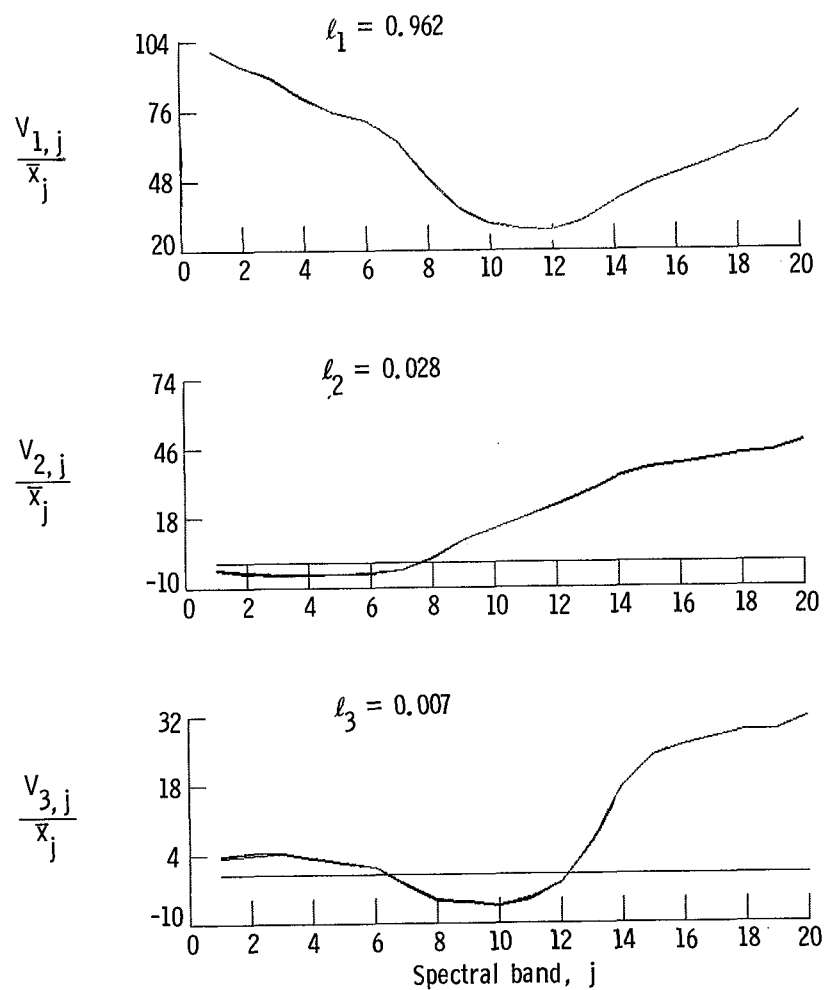 ℓ1 = 0.962
104
76
48
20
V1, j
x̄j
0 2 4 6 8 10 12 14 16 18 20
ℓ2 = 0.028
74
46
18
-10
V2, j
x̄j
0 2 4 6 8 10 12 14 16 18 20
ℓ3 = 0.007
32
18
4
-10
V3, j
x̄j
0 2 4 6 8 10 12 14 16 18 20
Spectral band, j